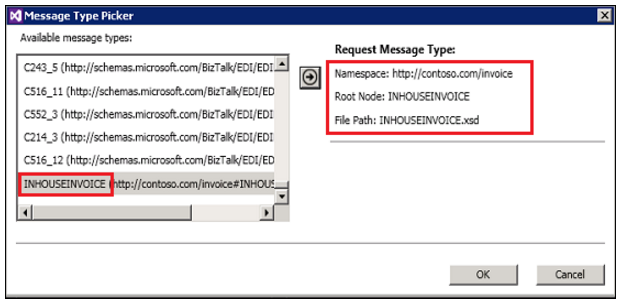 Message Type Picker
Available message types:
C243_5 (http://schemas.microsoft.com/BizTalk/EDI/EDI
C516_11 (http://schemas.microsoft.com/BizTalk/EDI/ED
C552_3 (http://schemas.microsoft.com/BizTalk/EDI/EDI
C214_3 (http://schemas.microsoft.com/BizTalk/EDI/EDI
C516_12 (http://schemas.microsoft.com/BizTalk/EDI/ED
INHOUSEINVOICE (http://contoso.com/invoice#INHOUS
Request Message Type:
Namespace: http://contoso.com/invoice
Root Node: INHOUSEINVOICE
File Path: INHOUSEINVOICE.xsd
OK
Cancel